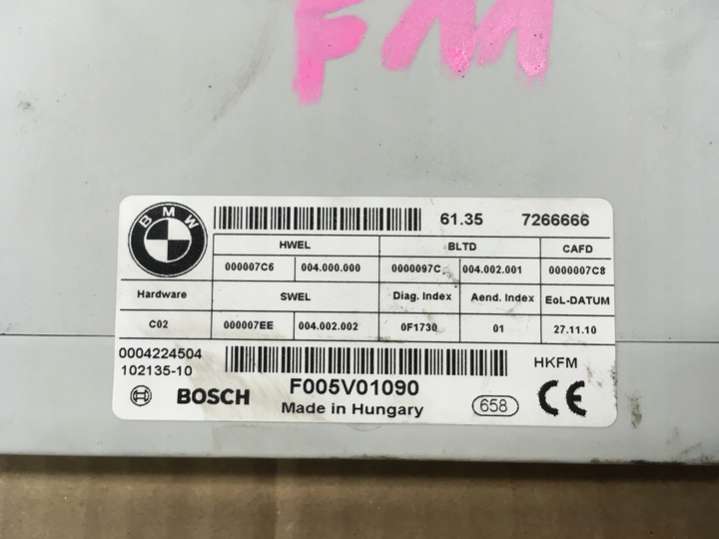 F11
BMW
61.35 7266666
HWEL BLTD CAFD
000007C6 004.000.000 0000097C 004.002.001 0000007C8
Hardware SWEL Diag. Index Aend. Index EoL-DATUM
C02 000007EE 004.002.002 0F1730 01 27.11.10
0004224504
102135-10 HKFM
BOSCH F005V01090
Made in Hungary 658 CE